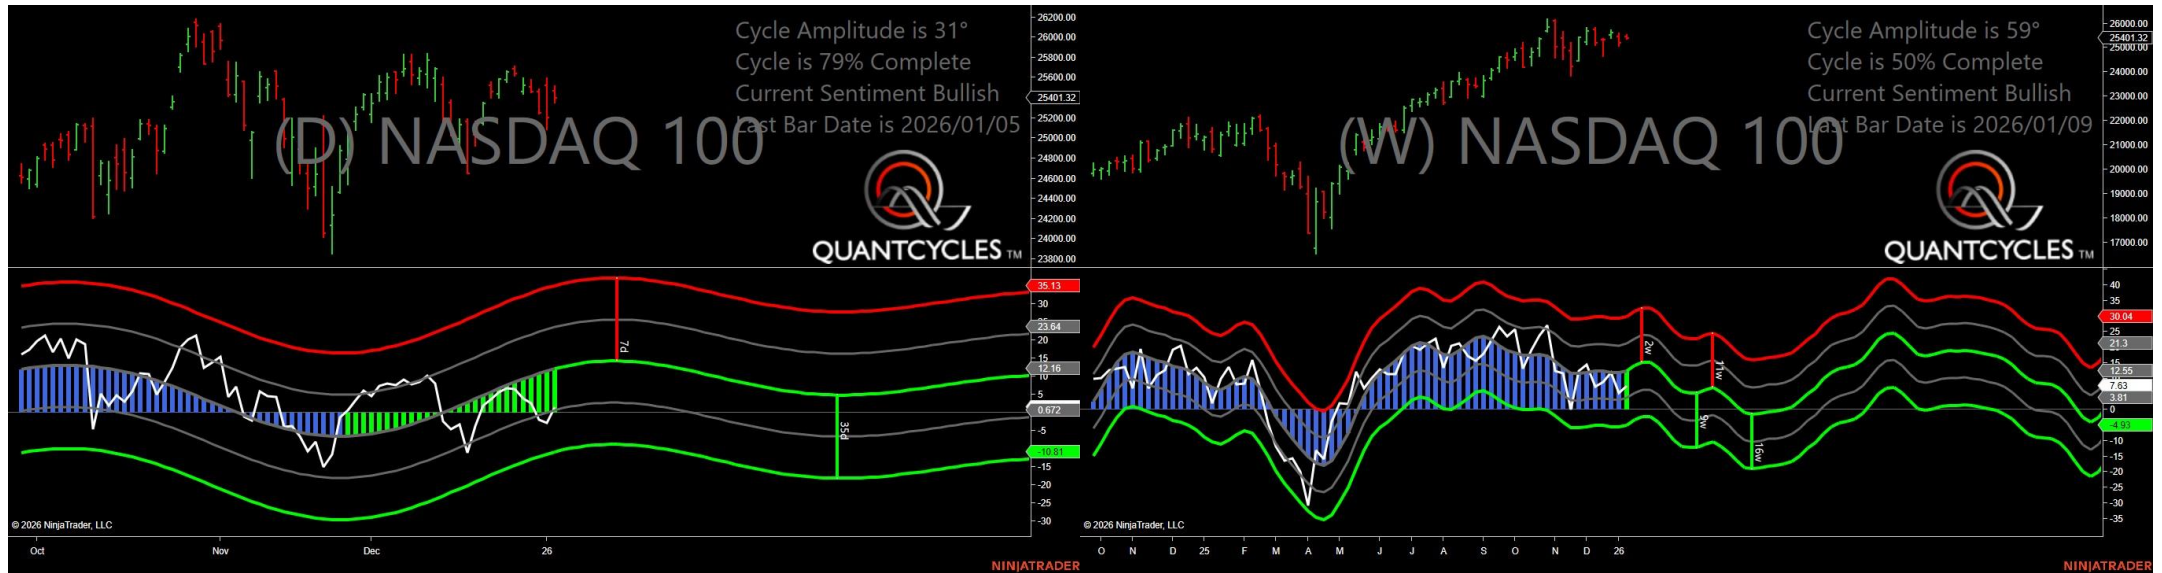 Cycle Amplitude is 31°
Cycle is 79% Complete
Current Sentiment Bullish
Last Bar Date is 2026/01/05
(D) NASDAQ 100
QUANTCYCLES TM
26200.00
26000.00
25800.00
25600.00
25401.32
25200.00
25000.00
24800.00
24600.00
24400.00
24200.00
24000.00
23800.00
7d
35d
35.13
30
23.64
20
15
12.16
10
5
0.672
-5
-10.81
-15
-20
-25
-30
© 2026 NinjaTrader, LLC
Oct Nov Dec 26
NINJATRADER
Cycle Amplitude is 59°
Cycle is 50% Complete
Current Sentiment Bullish
Last Bar Date is 2026/01/09
(W) NASDAQ 100
QUANTCYCLES TM
26000.00
25401.32
25000.00
24000.00
23000.00
22000.00
21000.00
20000.00
19000.00
18000.00
17000.00
2w
11w
9w
16w
40
35
30.04
25
21.3
15
12.55
7.63
3.81
0
-4.93
-10
-15
-20
-25
-30
-35
© 2026 NinjaTrader, LLC
O N D 25 F M A M J J A S O N D 26
NINJATRADER